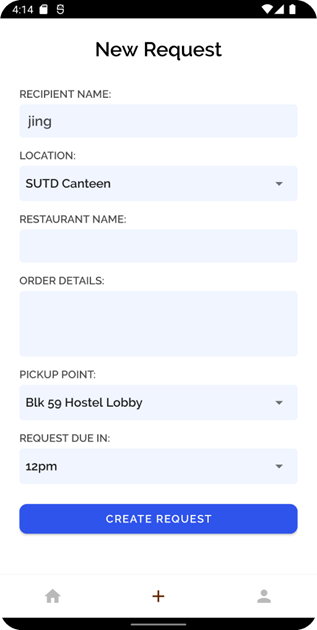 4:14
New Request
RECIPIENT NAME:
jing
LOCATION:
SUTD Canteen
RESTAURANT NAME:
ORDER DETAILS:
PICKUP POINT:
Blk 59 Hostel Lobby
REQUEST DUE IN:
12pm
CREATE REQUEST